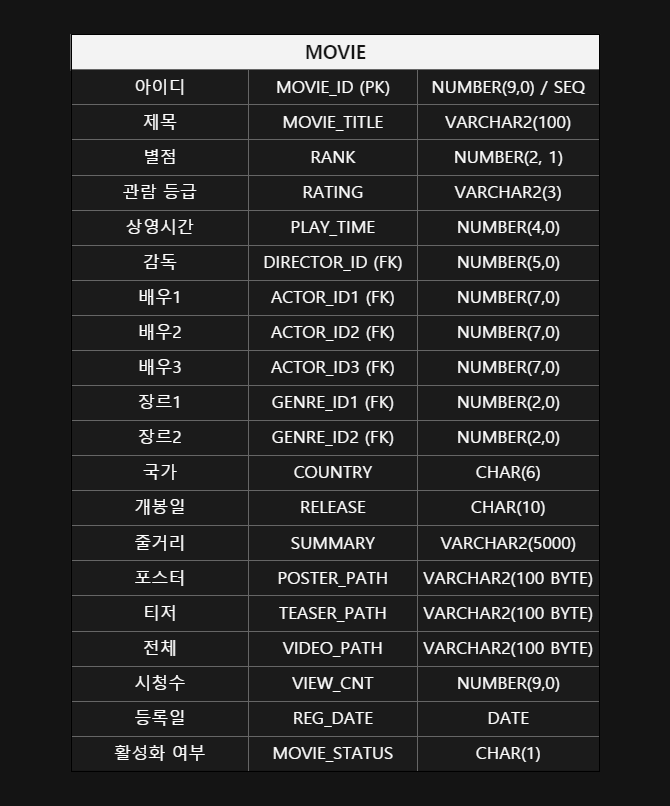 MOVIE
아이디 MOVIE_ID (PK) NUMBER(9,0) / SEQ
제목 MOVIE_TITLE VARCHAR2(100)
별점 RANK NUMBER(2, 1)
관람 등급 RATING VARCHAR2(3)
상영시간 PLAY_TIME NUMBER(4,0)
감독 DIRECTOR_ID (FK) NUMBER(5,0)
배우1 ACTOR_ID1 (FK) NUMBER(7,0)
배우2 ACTOR_ID2 (FK) NUMBER(7,0)
배우3 ACTOR_ID3 (FK) NUMBER(7,0)
장르1 GENRE_ID1 (FK) NUMBER(2,0)
장르2 GENRE_ID2 (FK) NUMBER(2,0)
국가 COUNTRY CHAR(6)
개봉일 RELEASE CHAR(10)
줄거리 SUMMARY VARCHAR2(5000)
포스터 POSTER_PATH VARCHAR2(100 BYTE)
티저 TEASER_PATH VARCHAR2(100 BYTE)
전체 VIDEO_PATH VARCHAR2(100 BYTE)
시청수 VIEW_CNT NUMBER(9,0)
등록일 REG_DATE DATE
활성화 여부 MOVIE_STATUS CHAR(1)